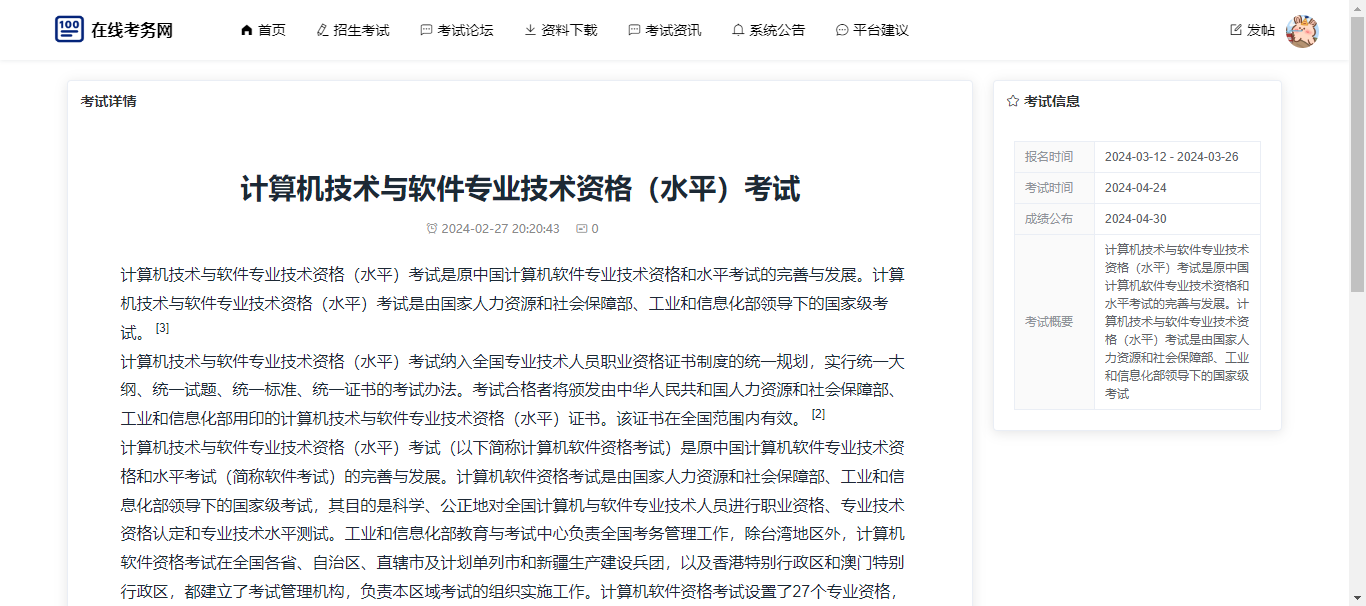 100
在线考务网
首页
招生考试
考试论坛
资料下载
考试资讯
系统公告
平台建议
发帖
考试详情
计算机技术与软件专业技术资格（水平）考试
2024-02-27 20:20:43
0
计算机技术与软件专业技术资格（水平）考试是原中国计算机软件专业技术资格和水平考试的完善与发展。计算
机技术与软件专业技术资格（水平）考试是由国家人力资源和社会保障部、工业和信息化部领导下的国家级考
试。 [3]
计算机技术与软件专业技术资格（水平）考试纳入全国专业技术人员职业资格证书制度的统一规划，实行统一大
纲、统一试题、统一标准、统一证书的考试办法。考试合格者将颁发由中华人民共和国人力资源和社会保障部、
工业和信息化部用印的计算机技术与软件专业技术资格（水平）证书。该证书在全国范围内有效。 [2]
计算机技术与软件专业技术资格（水平）考试（以下简称计算机软件资格考试）是原中国计算机软件专业技术资
格和水平考试（简称软件考试）的完善与发展。计算机软件资格考试是由国家人力资源和社会保障部、工业和信
息化部领导下的国家级考试，其目的是科学、公正地对全国计算机与软件专业技术人员进行职业资格、专业技术
资格认定和专业技术水平测试。工业和信息化部教育与考试中心负责全国考务管理工作，除台湾地区外，计算机
软件资格考试在全国各省、自治区、直辖市及计划单列市和新疆生产建设兵团，以及香港特别行政区和澳门特别
行政区，都建立了考试管理机构，负责本区域考试的组织实施工作。计算机软件资格考试设置了27个专业资格，
考试信息
报名时间
2024-03-12 - 2024-03-26
考试时间
2024-04-24
成绩公布
2024-04-30
考试概要
计算机技术与软件专业技术
资格（水平）考试是原中国
计算机软件专业技术资格和
水平考试的完善与发展。计
算机技术与软件专业技术资
格（水平）考试是由国家人
力资源和社会保障部、工业
和信息化部领导下的国家级
考试